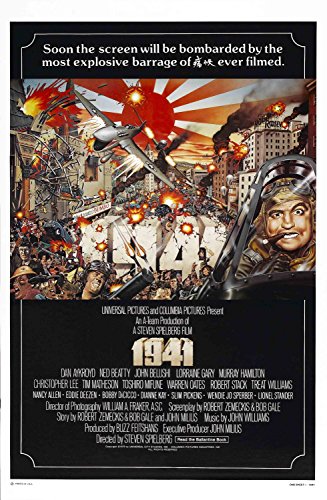 Soon the screen will be bombarded by the
most explosive barrage of ever filmed.
1941
UNIVERSAL PICTURES and COLUMBIA PICTURES Present
An A-Team Production of
A STEVEN SPIELBERG FILM
1941
DAN AYKROYD NED BEATTY JOHN BELUSHI LORRAINE GARY MURRAY HAMILTON
CHRISTOPHER LEE TIM MATHESON TOSHIRO MIFUNE WARREN OATES ROBERT STACK TREAT WILLIAMS
NANCY ALLEN EDDIE DEEZEN BOBBY DiCICCO DIANNE KAY SLIM PICKENS WENDIE JO SPERBER LIONEL STANDER
Director of Photography WILLIAM A. FRAKER, A.S.C. Screenplay by ROBERT ZEMECKIS & BOB GALE
Story by ROBERT ZEMECKIS & BOB GALE and JOHN MILIUS Music by JOHN WILLIAMS
Produced by BUZZ FEITSHANS Executive Producer JOHN MILIUS
Directed by STEVEN SPIELBERG Read the Ballantine Book